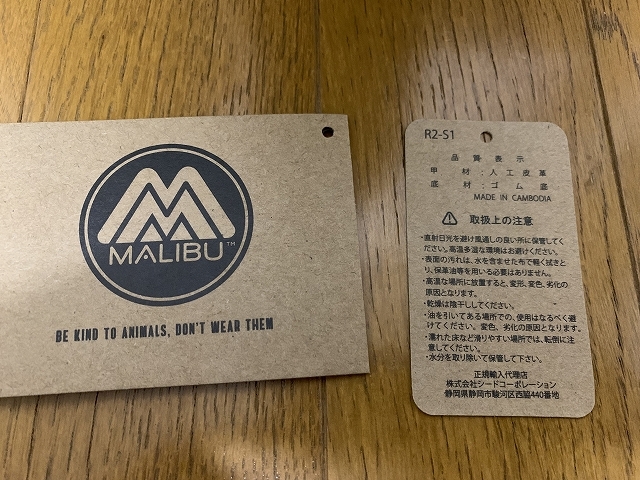 MALIBU™
BE KIND TO ANIMALS, DON'T WEAR THEM
R2-S1
品質表示
甲材:人工皮革
底材:ゴム底
MADE IN CAMBODIA
取扱上の注意
・直射日光を避け風通しの良い所に保管してく
ださい。高温多湿な環境はお避けください。
・表面の汚れは、水を含ませた布で軽く拭きと
り、保革油等を用いる必要はありません。
・高温な場所に放置すると、変形、変色、劣化の
原因となります。
・乾燥は陰干ししてください。
・油を引いてある場所での、使用はなるべく避
けてください。変色、劣化の原因となります。
・濡れた床など滑りやすい場所では、転倒に注
意してください。
・水分を取り除いて保管して下さい。
正規輸入代理店
株式会社シードコーポレーション
静岡県静岡市駿河区西脇440番地